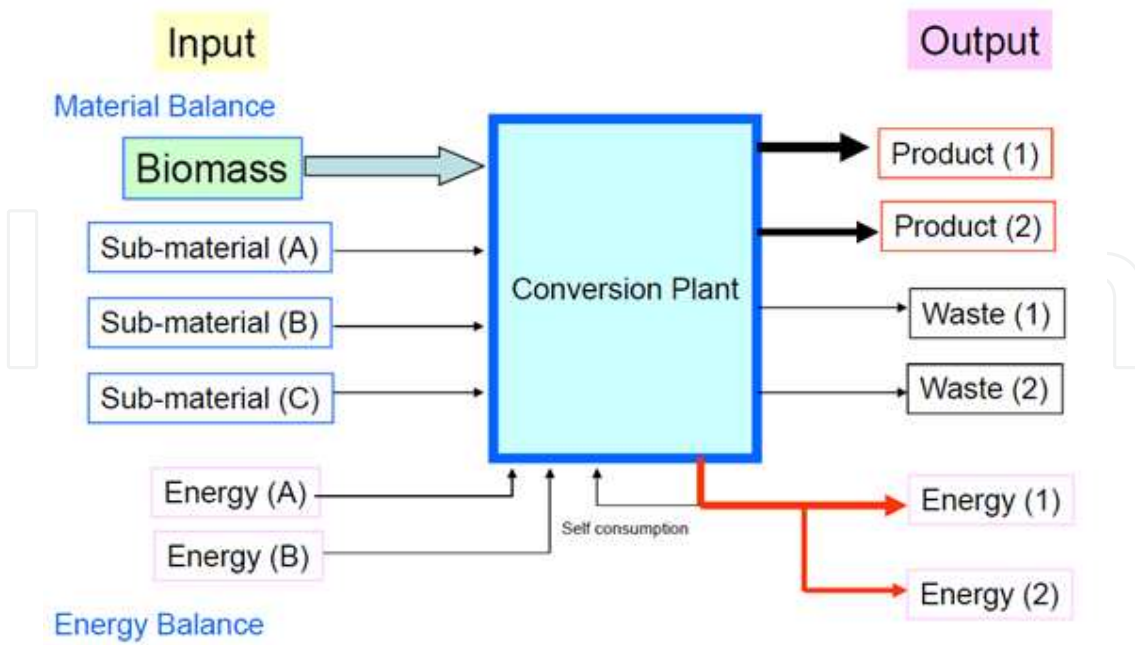 Input
Output
Material Balance
Biomass
Product (1)
Sub-material (A)
Product (2)
Conversion Plant
Sub-material (B)
Waste (1)
Sub-material (C)
Waste (2)
Energy (A)
Energy (1)
Self consumption
Energy (B)
Energy (2)
Energy Balance